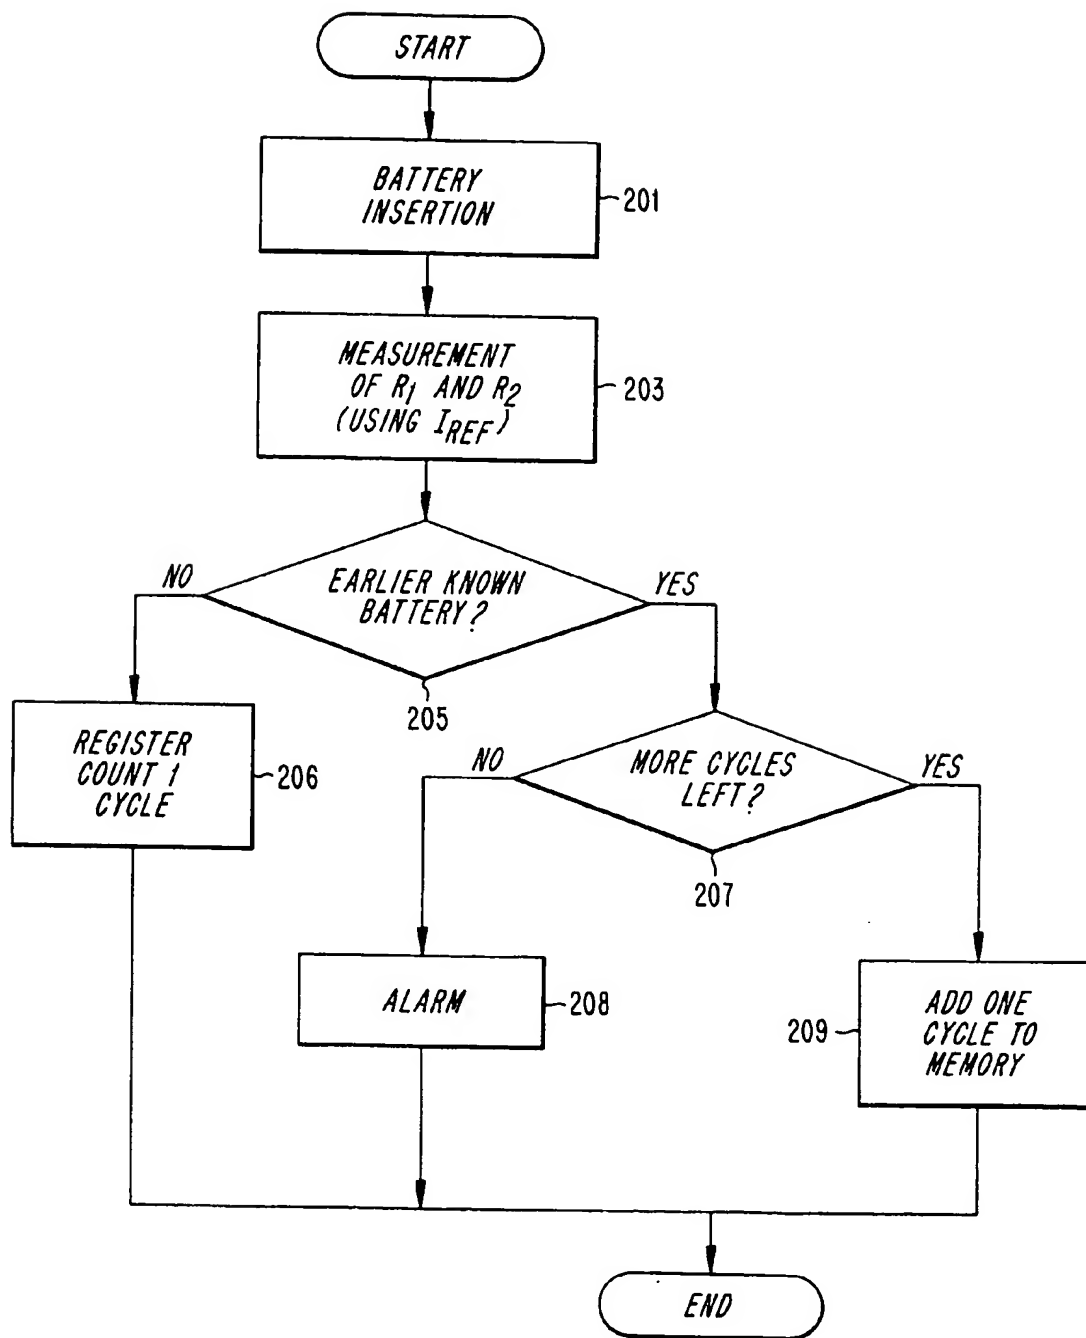 START
BATTERY
INSERTION
201
MEASUREMENT
OF R1 AND R2
(USING IREF)
203
NO
EARLIER KNOWN
BATTERY?
YES
205
REGISTER
COUNT 1
CYCLE
206
NO
MORE CYCLES
LEFT?
YES
207
ALARM
208
209
ADD ONE
CYCLE TO
MEMORY
END